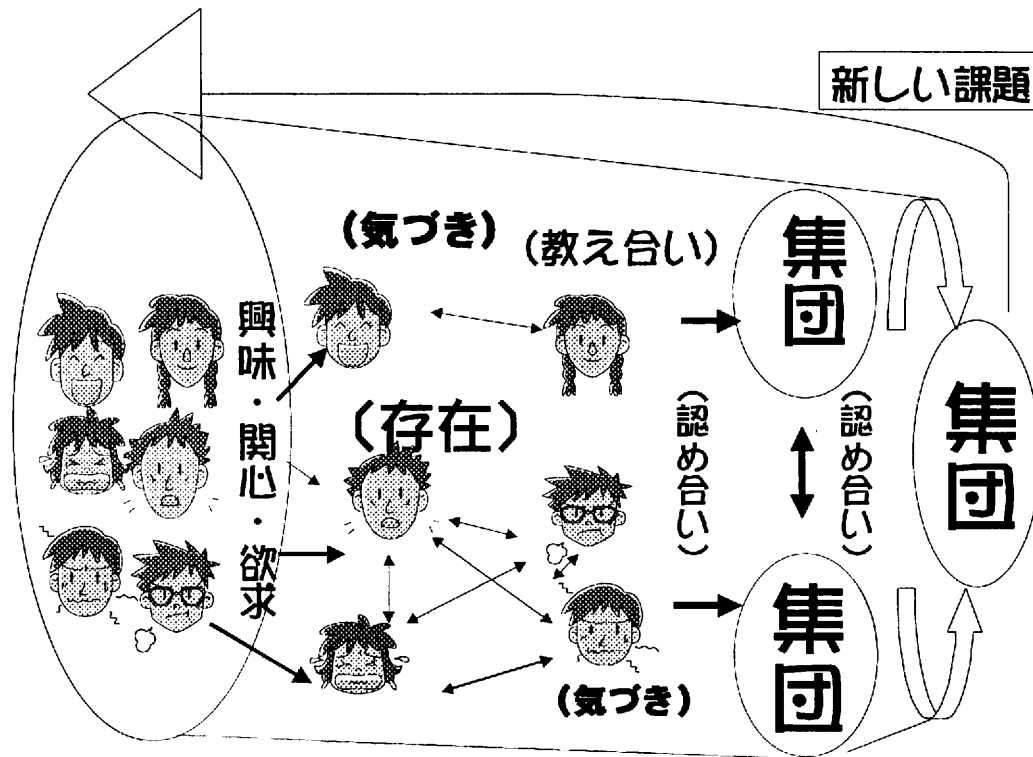 新しい課題
(気づき)
(教え合い)
集団
興味・関心・欲求
(存在)
(認め合い)
(認め合い)
集団
集団
(気づき)